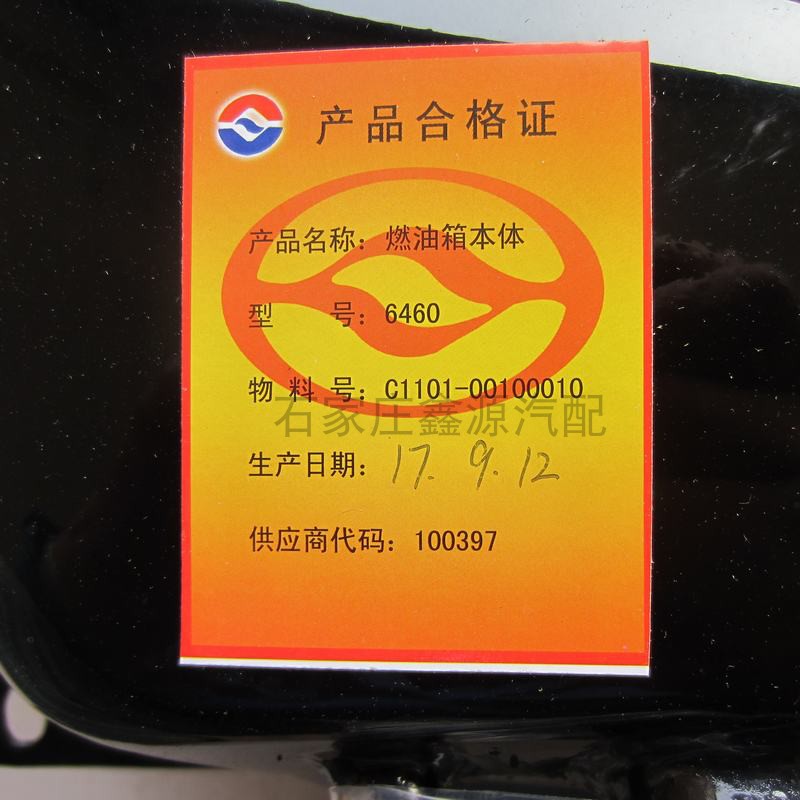 产品合格证
产品名称：燃油箱本体
型 号：6460
物 料 号：C1101-00100010
石家庄鑫源汽配
生产日期：17.9.12
供应商代码：100397